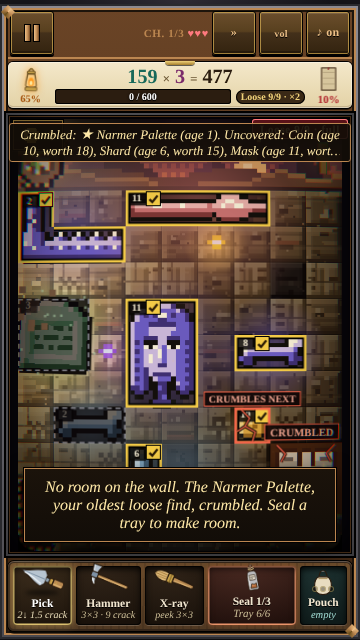 CH. 1/3 ♥♥♥
»
vol
♪ on
159 × 3 = 477
65%
0 / 600
Loose 9/9 · ×2
10%
Crumbled: ★ Narmer Palette (age 1). Uncovered: Coin (age
10, worth 18), Shard (age 6, worth 15), Mask (age 11, wort..
2
11
11
8
CRUMBLES NEXT
2
CRUMBLED
6
No room on the wall. The Narmer Palette,
your oldest loose find, crumbled. Seal a
tray to make room.
Pick
2↓ 1.5 crack
Hammer
3×3 · 9 crack
X-ray
peek 3×3
Seal 1/3
Tray 6/6
Pouch
empty